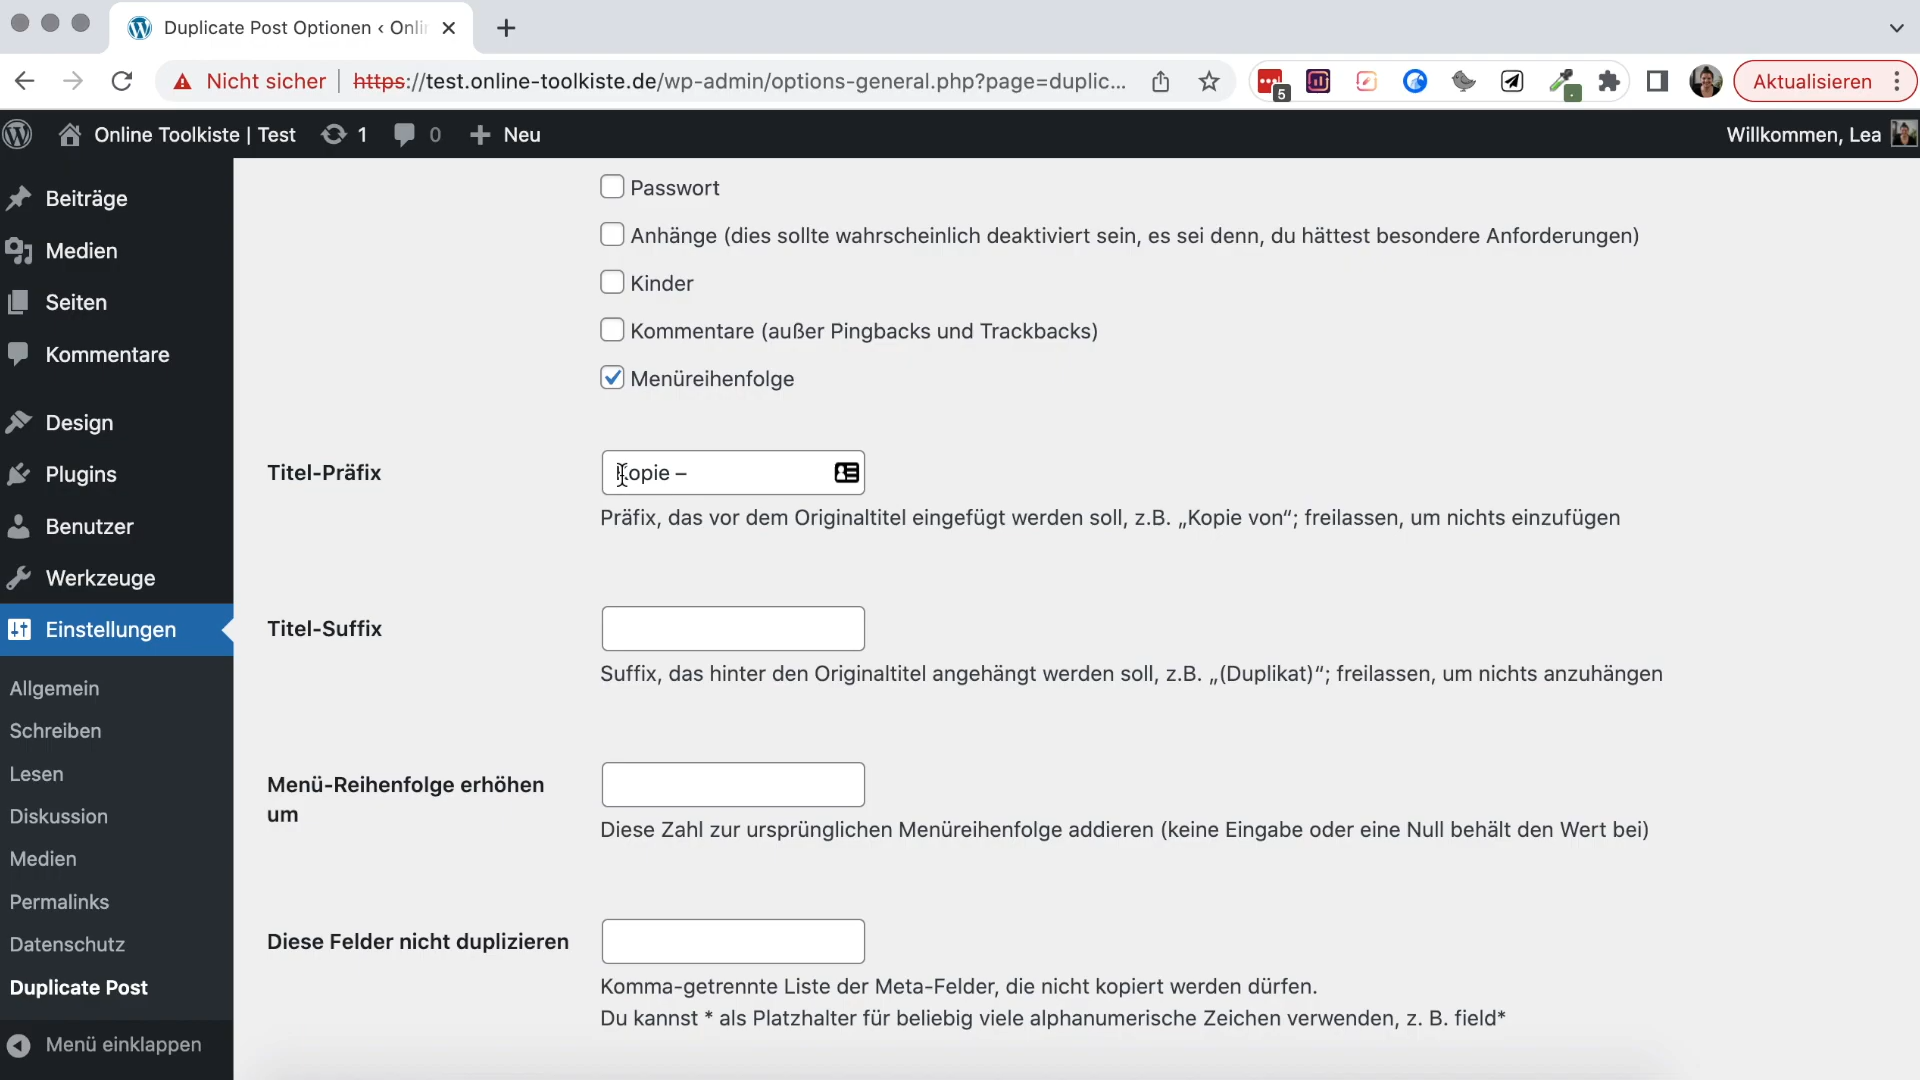 Duplicate Post Optionen ‹ Onli
Nicht sicher | https://test.online-toolkiste.de/wp-admin/options-general.php?page=duplic...
5
Aktualisieren
Online Toolkiste | Test
1
0
Neu
Willkommen, Lea
Beiträge
Medien
Seiten
Kommentare
Design
Plugins
Benutzer
Werkzeuge
Einstellungen
Allgemein
Schreiben
Lesen
Diskussion
Medien
Permalinks
Datenschutz
Duplicate Post
Menü einklappen
Passwort
Anhänge (dies sollte wahrscheinlich deaktiviert sein, es sei denn, du hättest besondere Anforderungen)
Kinder
Kommentare (außer Pingbacks und Trackbacks)
Menüreihenfolge
Titel-Präfix
Kopie –
Präfix, das vor dem Originaltitel eingefügt werden soll, z.B. „Kopie von“; freilassen, um nichts einzufügen
Titel-Suffix
Suffix, das hinter den Originaltitel angehängt werden soll, z.B. „(Duplikat)“; freilassen, um nichts anzuhängen
Menü-Reihenfolge erhöhen
um
Diese Zahl zur ursprünglichen Menüreihenfolge addieren (keine Eingabe oder eine Null behält den Wert bei)
Diese Felder nicht duplizieren
Komma-getrennte Liste der Meta-Felder, die nicht kopiert werden dürfen.
Du kannst * als Platzhalter für beliebig viele alphanumerische Zeichen verwenden, z. B. field*